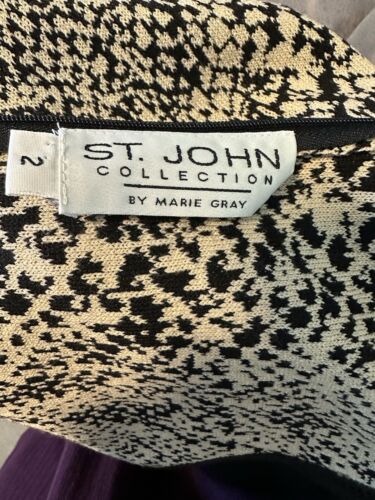 ST. JOHN
COLLECTION
BY MARIE GRAY
2